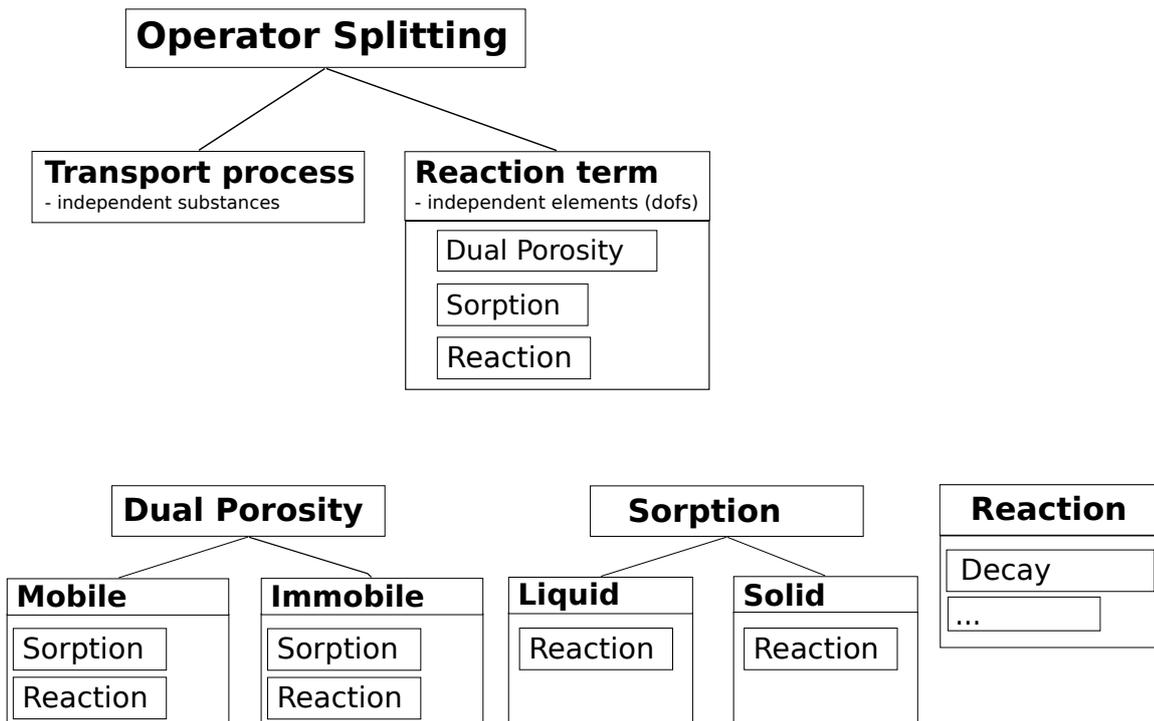 Operator Splitting
Transport process
- independent substances
Reaction term
- independent elements (dofs)
Dual Porosity
Sorption
Reaction
Dual Porosity
Mobile
Sorption
Reaction
Immobile
Sorption
Reaction
Sorption
Liquid
Reaction
Solid
Reaction
Reaction
Decay
...